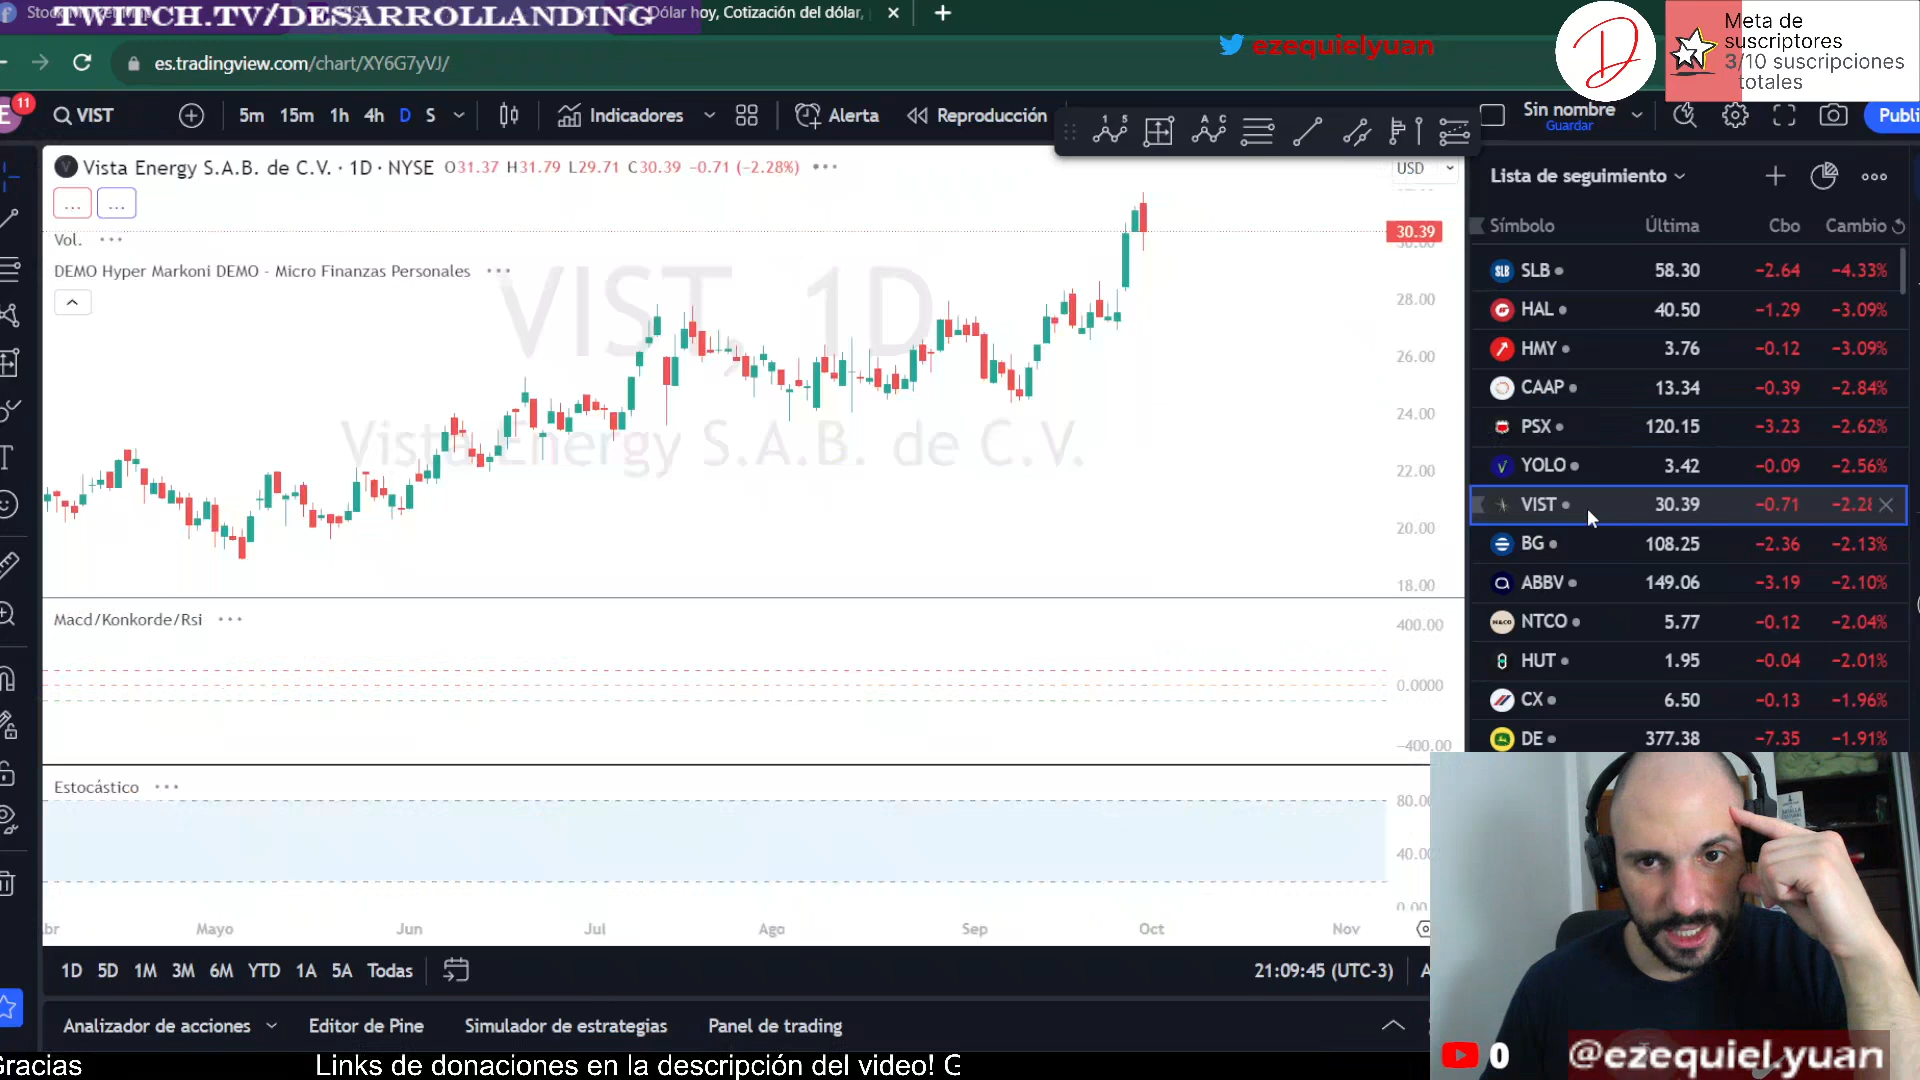 TWITCH.TV/DESARROLLANDING
Dólar hoy, Cotización del dólar,
ezequielyuan
Meta de
suscriptores
3/10 suscripciones
totales
es.tradingview.com/chart/XY6G7yVJ/
11
VIST
5m 15m 1h 4h D S
Indicadores
Alerta
Reproducción
Sin nombre
Guardar
Publi
Vista Energy S.A.B. de C.V. · 1D · NYSE O31.37 H31.79 L29.71 C30.39 −0.71 (−2.28%)
USD
Vol.
DEMO Hyper Markoni DEMO - Micro Finanzas Personales
VIST, 1D
Vista Energy S.A.B. de C.V.
30.39
28.00
26.00
24.00
22.00
20.00
18.00
Macd/Konkorde/Rsi
400.00
0.0000
−400.00
Estocástico
80.00
40.00
0.00
Mayo Jun Jul Ago Sep Oct Nov
1D 5D 1M 3M 6M YTD 1A 5A Todas
21:09:45 (UTC-3)
Analizador de acciones Editor de Pine Simulador de estrategias Panel de trading
Lista de seguimiento
Símbolo Última Cbo Cambio
SLB 58.30 −2.64 −4.33%
HAL 40.50 −1.29 −3.09%
HMY 3.76 −0.12 −3.09%
CAAP 13.34 −0.39 −2.84%
PSX 120.15 −3.23 −2.62%
YOLO 3.42 −0.09 −2.56%
VIST 30.39 −0.71 −2.28
BG 108.25 −2.36 −2.13%
ABBV 149.06 −3.19 −2.10%
NTCO 5.77 −0.12 −2.04%
HUT 1.95 −0.04 −2.01%
CX 6.50 −0.13 −1.96%
DE 377.38 −7.35 −1.91%
0 @ezequiel.yuan
Gracias Links de donaciones en la descripción del video! G